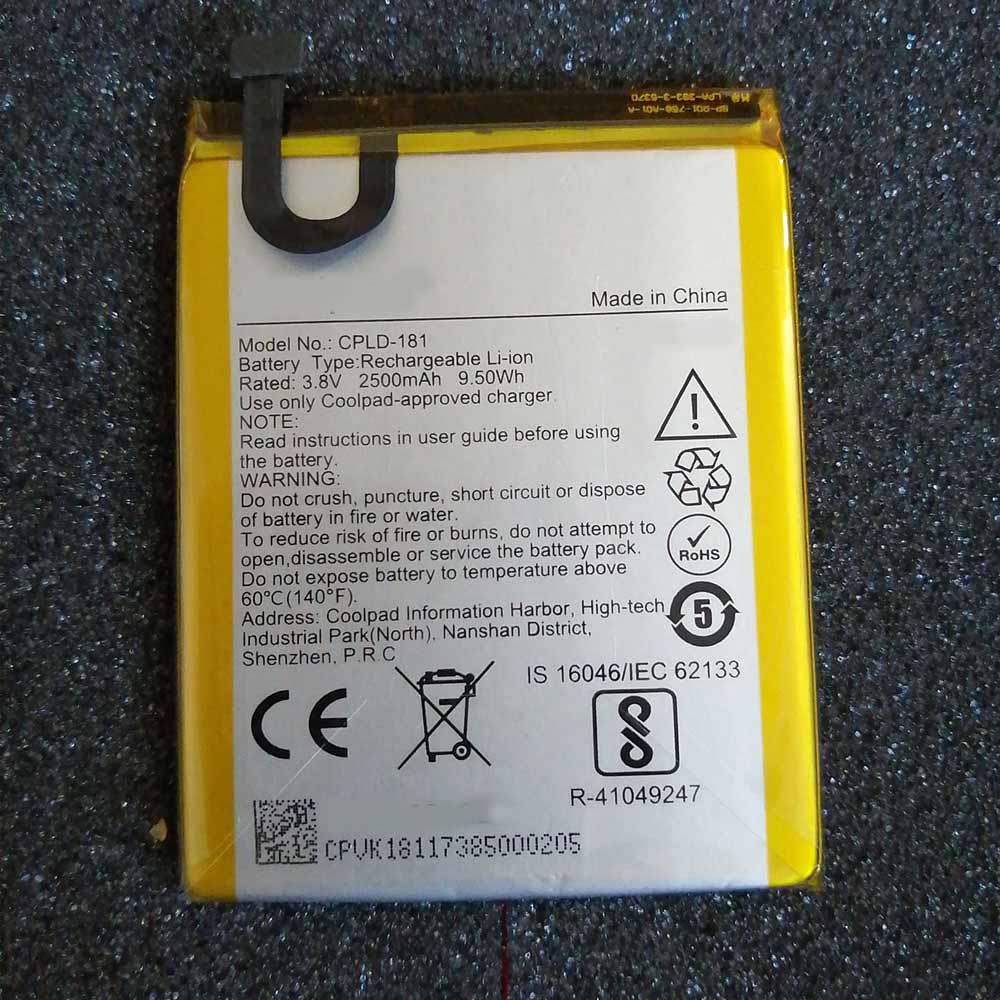 Made in China
Model No.: CPLD-181
Battery Type:Rechargeable Li-ion
Rated: 3.8V 2500mAh 9.50Wh
Use only Coolpad-approved charger.
NOTE:
Read instructions in user guide before using
the battery.
WARNING:
Do not crush, puncture, short circuit or dispose
of battery in fire or water.
To reduce risk of fire or burns, do not attempt to
open,disassemble or service the battery pack.
Do not expose battery to temperature above
60°C(140°F).
Address: Coolpad Information Harbor, High-tech
Industrial Park(North), Nanshan District,
Shenzhen, P.R.C
RoHS
5
IS 16046/IEC 62133
CE
R-41049247
CPVK18117385000205